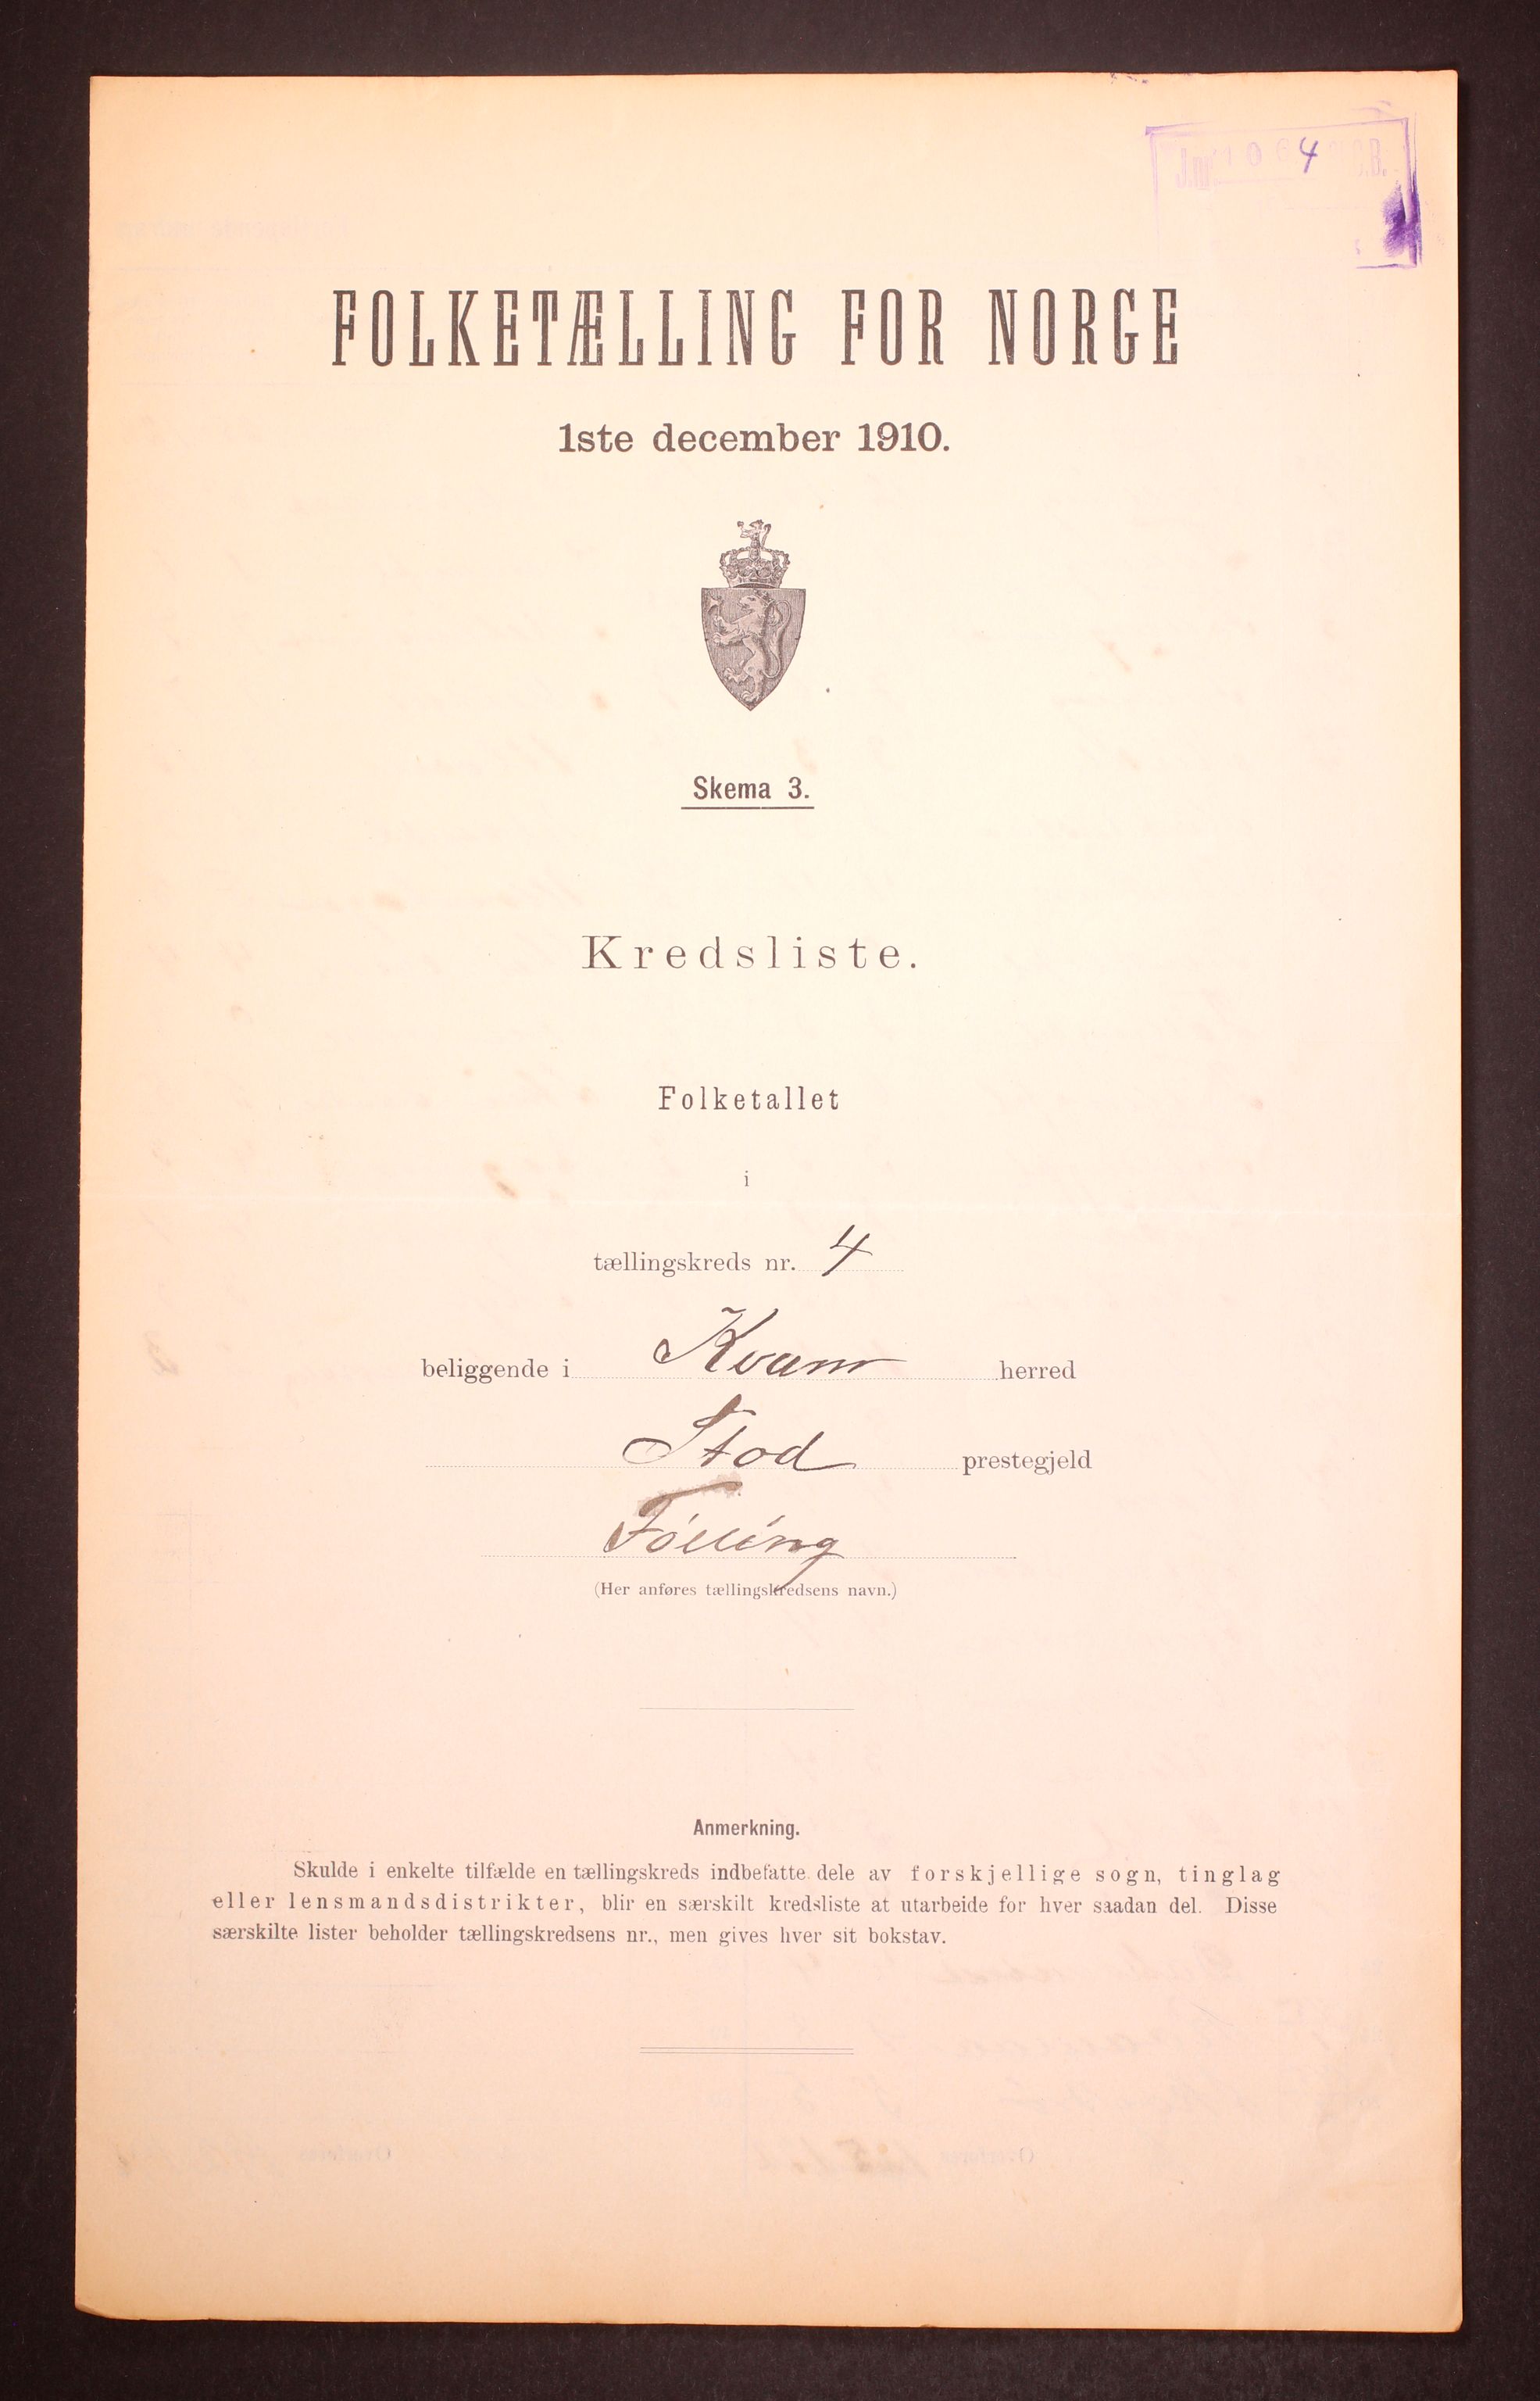 J.nr. 1064
FOLKETÆLLING FOR NORGE
1ste december 1910.
Skema 3.
Kredsliste.
Folketallet
i
tællingskreds nr. 4
beliggende i Kvam herred
Stod prestegjeld
Følling
(Her anføres tællingskredsens navn.)
Anmerkning.
Skulde i enkelte tilfælde en tællingskreds indbefatte dele av forskjellige sogn, tinglag
eller lensmandsdistrikter, blir en særskilt kredsliste at utarbeide for hver saadan del. Disse
særskilte lister beholder tællingskredsens nr., men gives hver sit bokstav.